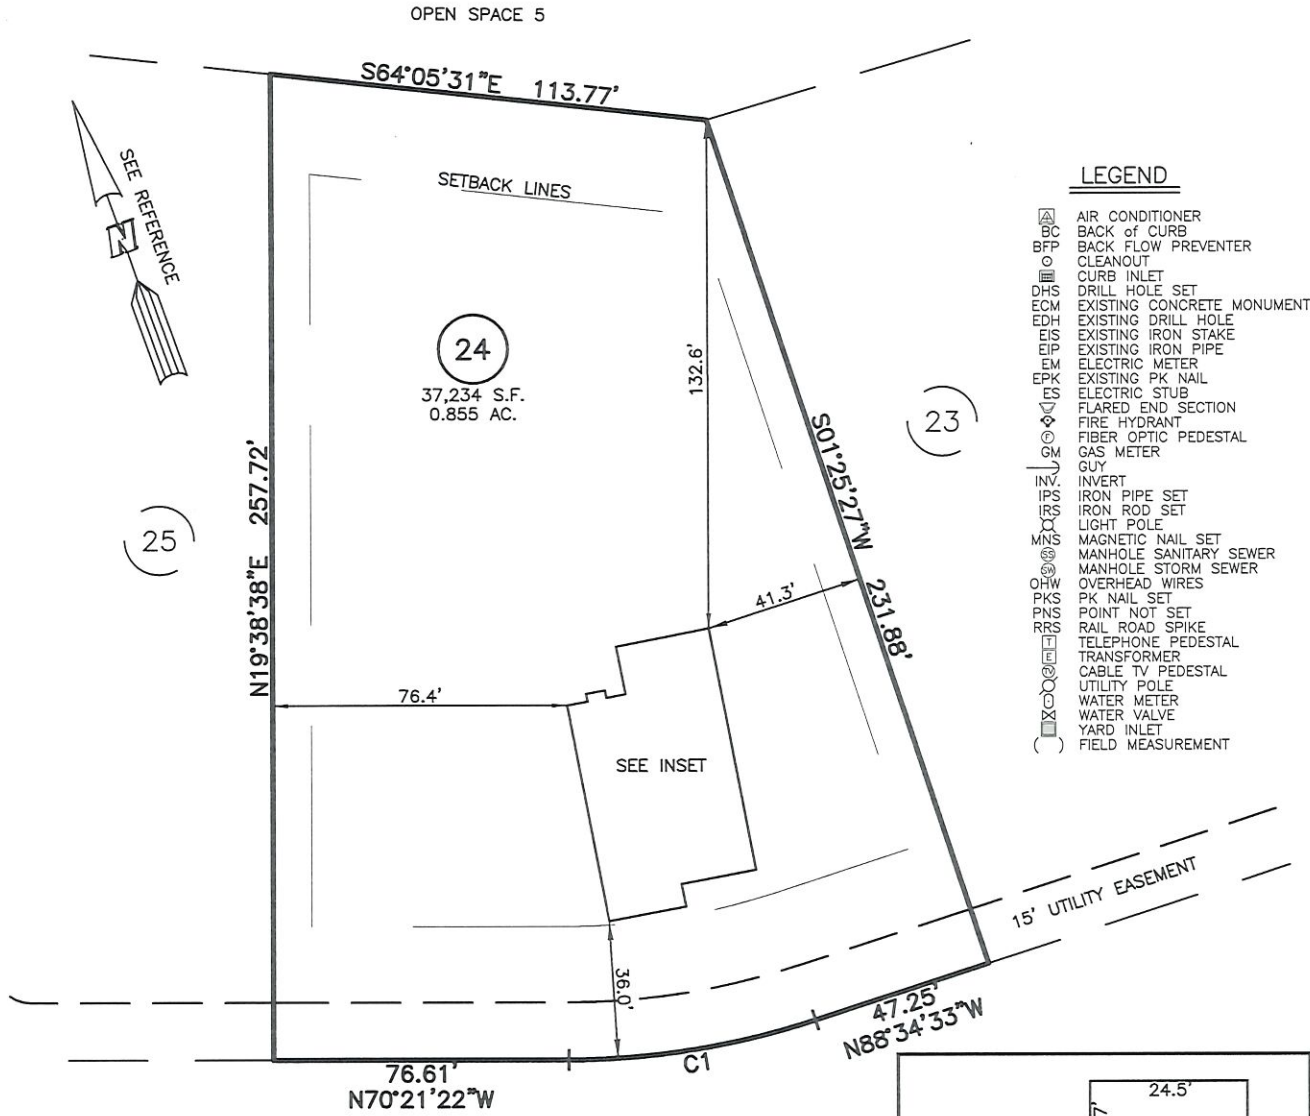 OPEN SPACE 5
S64°05'31"E 113.77'
SEE REFERENCE
N
SETBACK LINES
24
37,234 S.F.
0.855 AC.
132.6'
23
S01°25'27"W 231.88'
25
N19°38'38"E 257.72'
41.3'
76.4'
SEE INSET
36.0'
15' UTILITY EASEMENT
47.25'
N88°34'33"W
C1
76.61'
N70°21'22"W
LEGEND
A AIR CONDITIONER
BC BACK of CURB
BFP BACK FLOW PREVENTER
CLEANOUT
CURB INLET
DHS DRILL HOLE SET
ECM EXISTING CONCRETE MONUMENT
EDH EXISTING DRILL HOLE
EIS EXISTING IRON STAKE
EIP EXISTING IRON PIPE
EM ELECTRIC METER
EPK EXISTING PK NAIL
ES ELECTRIC STUB
FLARED END SECTION
FIRE HYDRANT
F FIBER OPTIC PEDESTAL
GM GAS METER
GUY
INV. INVERT
IPS IRON PIPE SET
IRS IRON ROD SET
LIGHT POLE
MNS MAGNETIC NAIL SET
SS MANHOLE SANITARY SEWER
SW MANHOLE STORM SEWER
OHW OVERHEAD WIRES
PKS PK NAIL SET
PNS POINT NOT SET
RRS RAIL ROAD SPIKE
T TELEPHONE PEDESTAL
E TRANSFORMER
TV CABLE TV PEDESTAL
UTILITY POLE
WATER METER
WATER VALVE
YARD INLET
( ) FIELD MEASUREMENT
24.5'